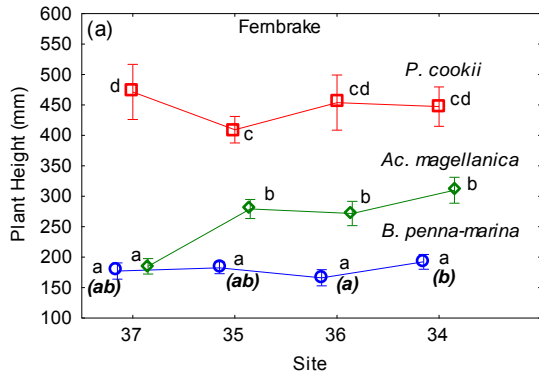 (a) Fernbrake
600
550
500
450
400
350
300
250
200
150
100
Plant Height (mm)
P. cookii
d
c
cd
cd
Ac. magellanica
a
b
b
b
B. penna-marina
a
(ab)
a
(ab)
a
(a)
a
(b)
37 35 36 34
Site